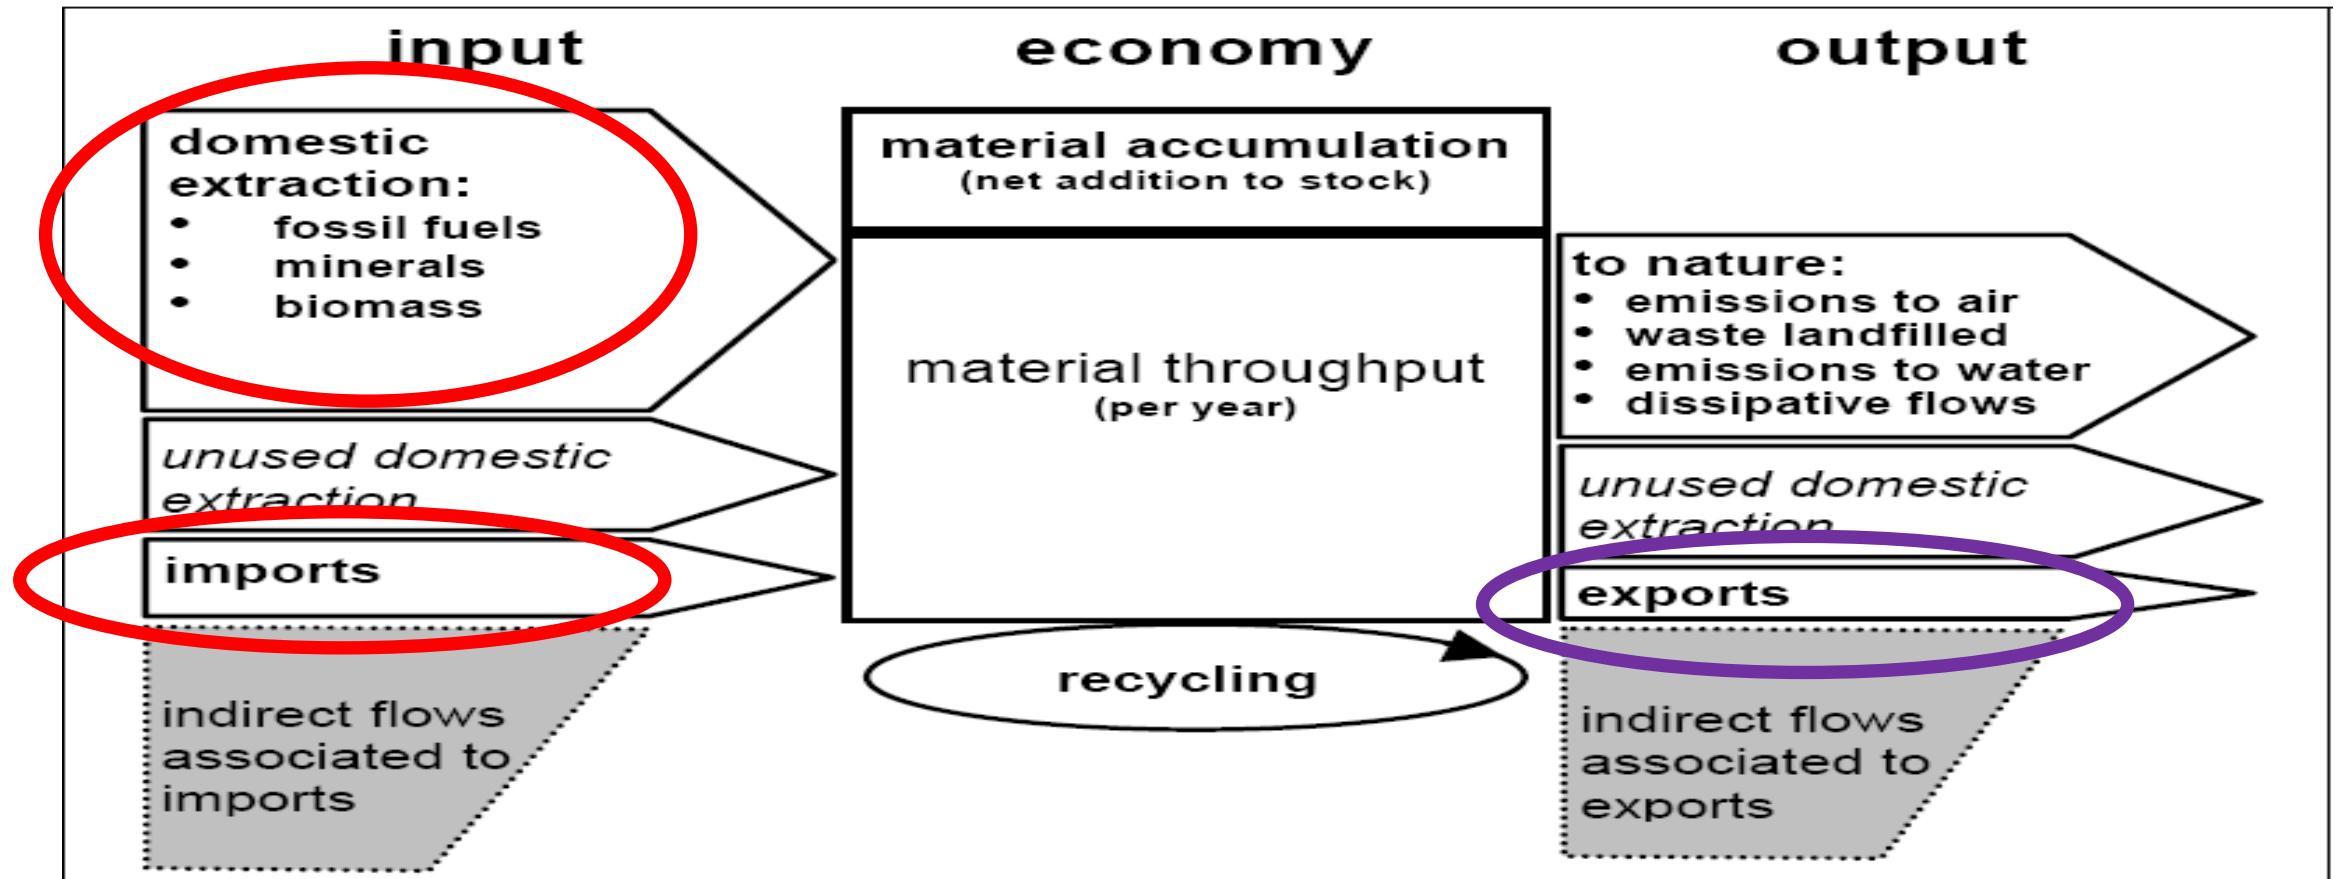 input
economy
output
domestic
extraction:
• fossil fuels
• minerals
• biomass
unused domestic
extraction
imports
indirect flows
associated to
imports
material accumulation
(net addition to stock)
material throughput
(per year)
recycling
to nature:
• emissions to air
• waste landfilled
• emissions to water
• dissipative flows
unused domestic
extraction
exports
indirect flows
associated to
exports